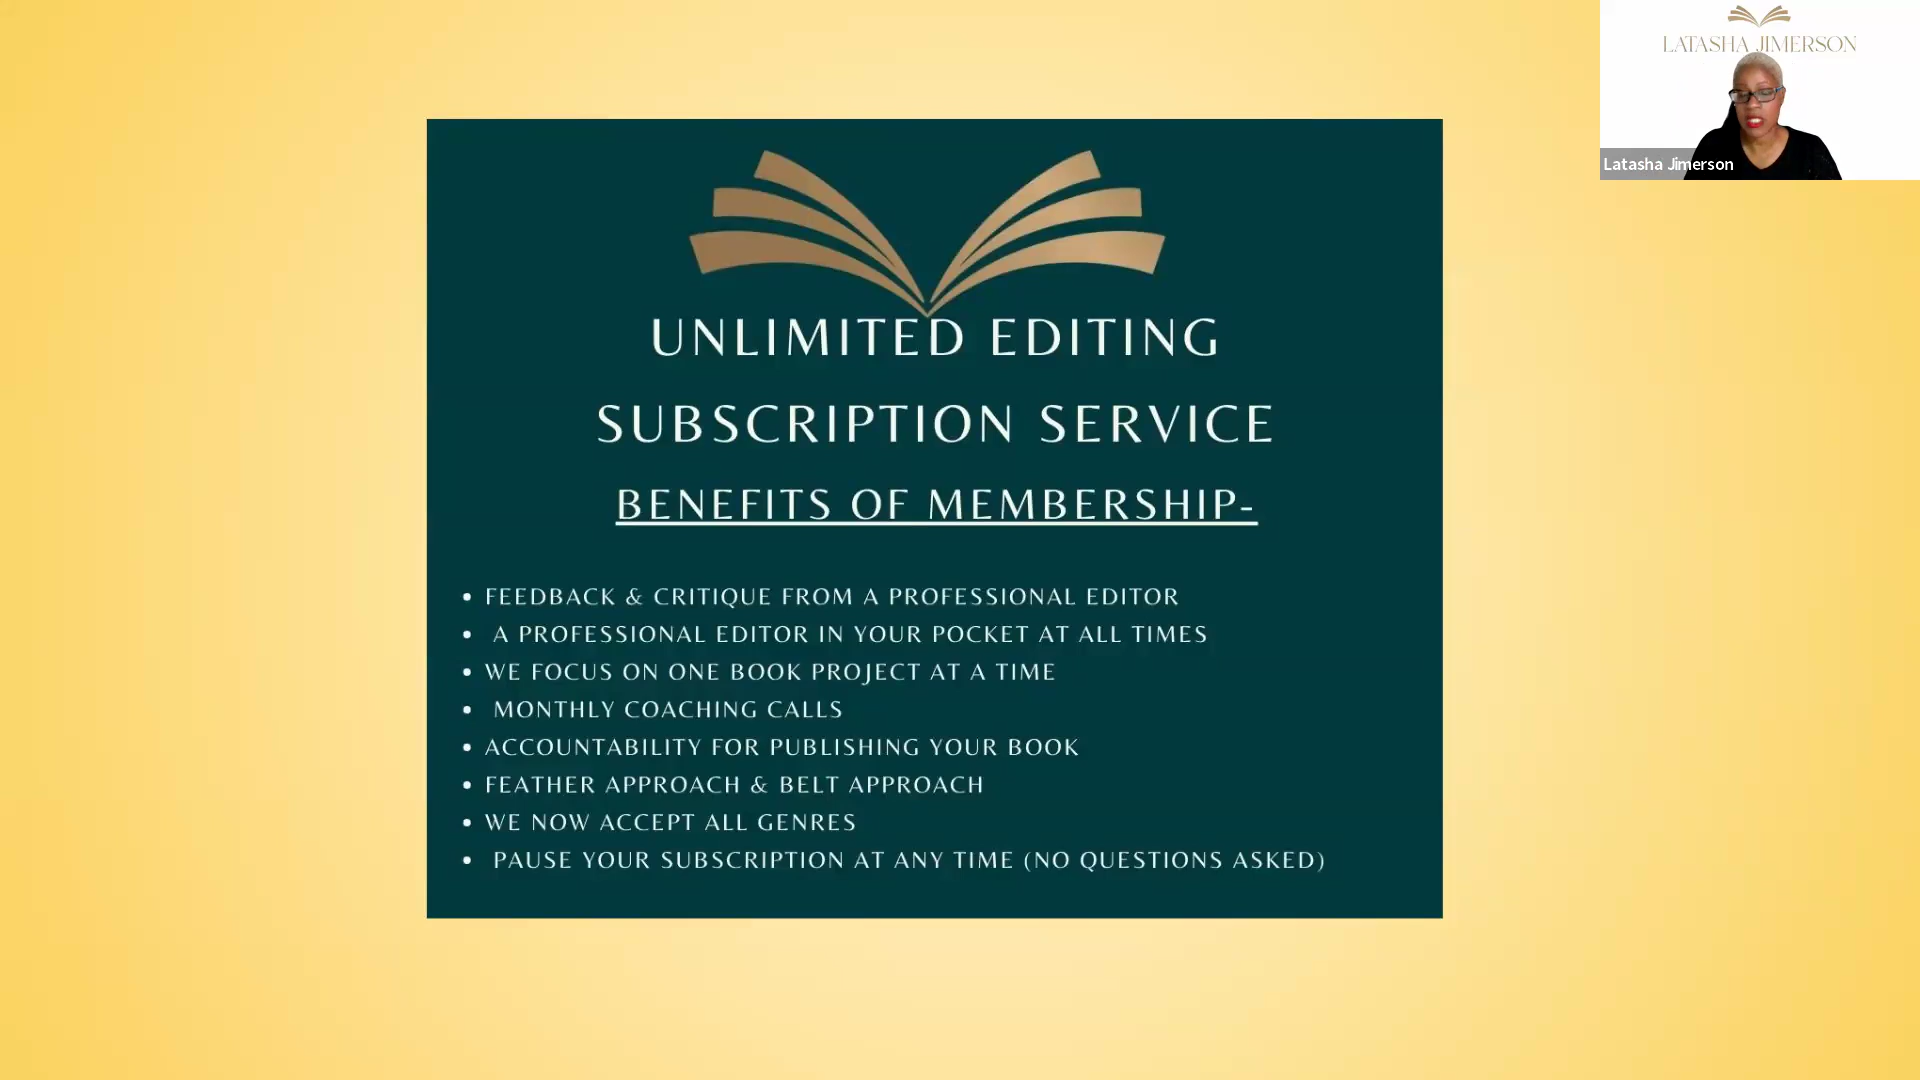 LATASHA JIMERSON
Latasha Jimerson
UNLIMITED EDITING
SUBSCRIPTION SERVICE
BENEFITS OF MEMBERSHIP-
• FEEDBACK & CRITIQUE FROM A PROFESSIONAL EDITOR
• A PROFESSIONAL EDITOR IN YOUR POCKET AT ALL TIMES
• WE FOCUS ON ONE BOOK PROJECT AT A TIME
• MONTHLY COACHING CALLS
• ACCOUNTABILITY FOR PUBLISHING YOUR BOOK
• FEATHER APPROACH & BELT APPROACH
• WE NOW ACCEPT ALL GENRES
• PAUSE YOUR SUBSCRIPTION AT ANY TIME (NO QUESTIONS ASKED)